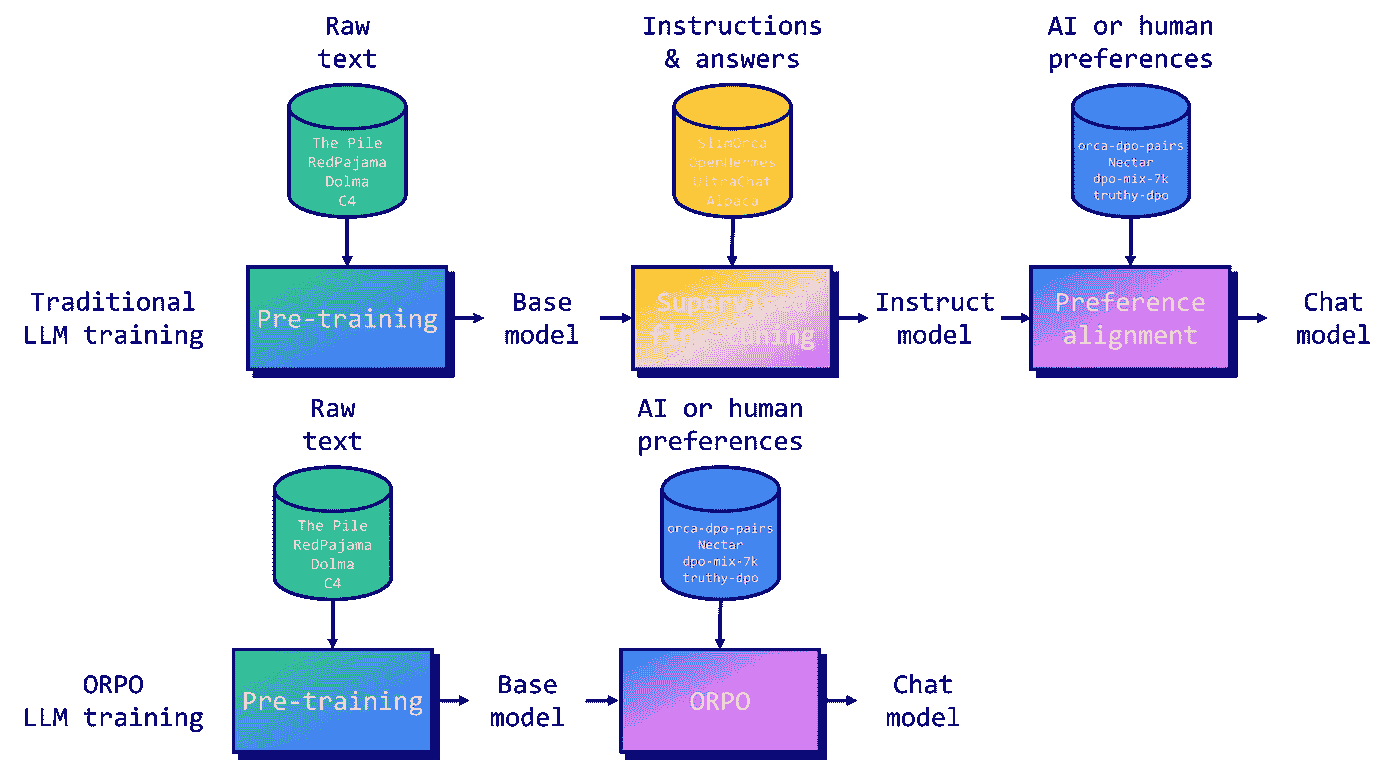 Raw
text
Instructions
& answers
AI or human
preferences
The Pile
RedPajama
Dolma
C4
SlimOrca
OpenHermes
UltraChat
Alpaca
orca-dpo-pairs
Nectar
dpo-mix-7k
truthy-dpo
Traditional
LLM training
Pre-training
Base
model
Supervised
fine-tuning
Instruct
model
Preference
alignment
Chat
model
Raw
text
AI or human
preferences
The Pile
RedPajama
Dolma
C4
orca-dpo-pairs
Nectar
dpo-mix-7k
truthy-dpo
ORPO
LLM training
Pre-training
Base
model
ORPO
Chat
model